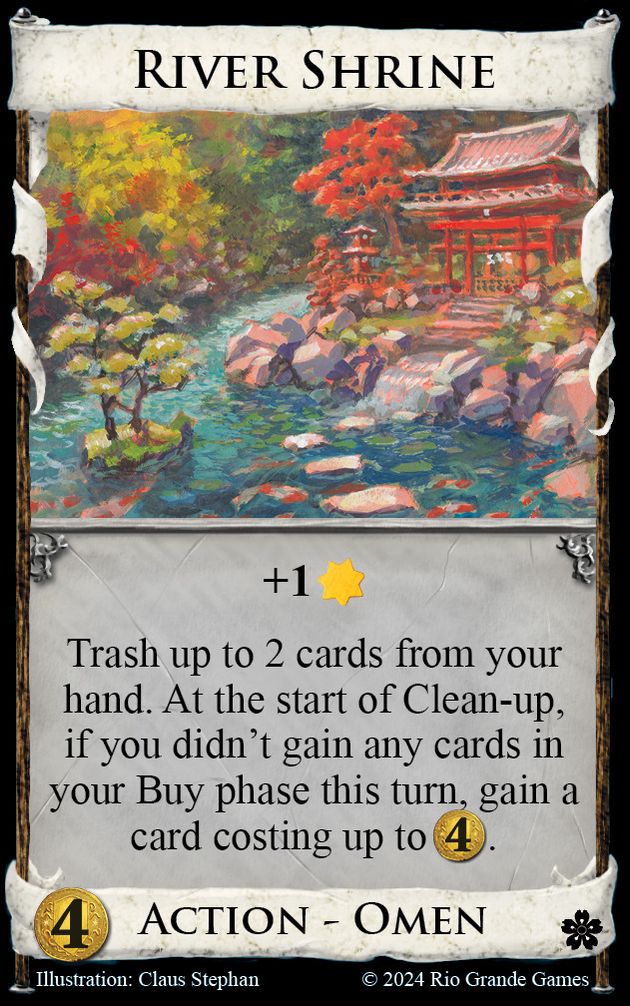 River Shrine
+1
Trash up to 2 cards from your
hand. At the start of Clean-up,
if you didn’t gain any cards in
your Buy phase this turn, gain a
card costing up to 4.
4 Action - Omen
Illustration: Claus Stephan © 2024 Rio Grande Games